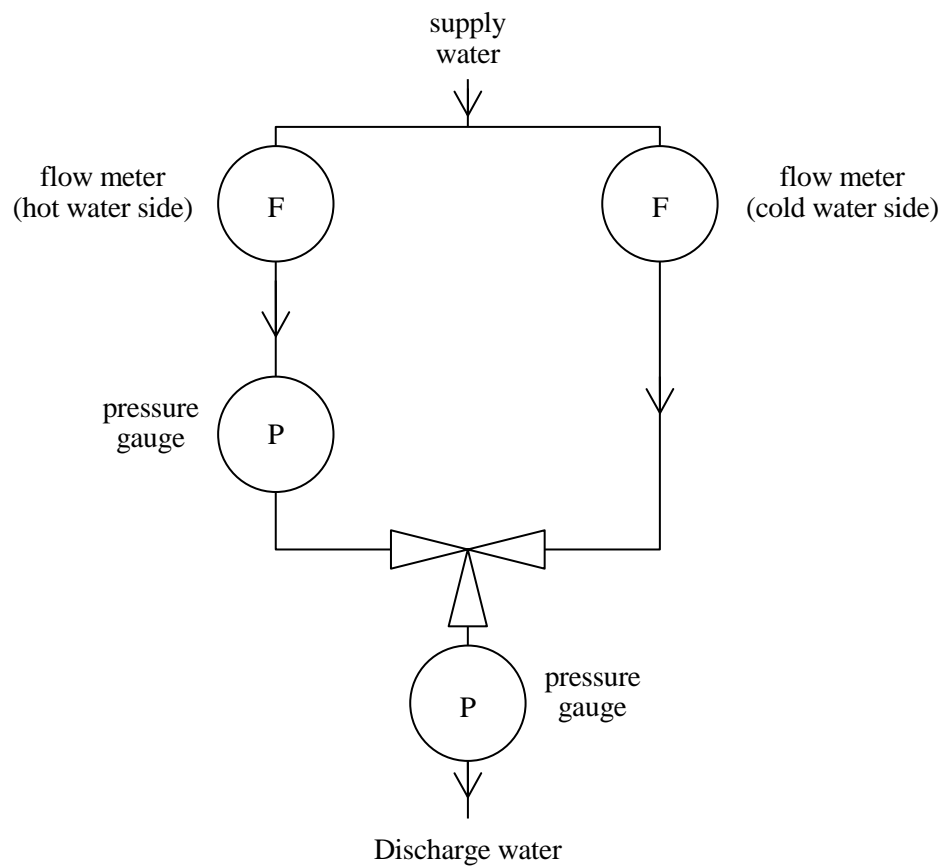 supply
water
flow meter
(hot water side)
F
F
flow meter
(cold water side)
pressure
gauge
P
P
pressure
gauge
Discharge water